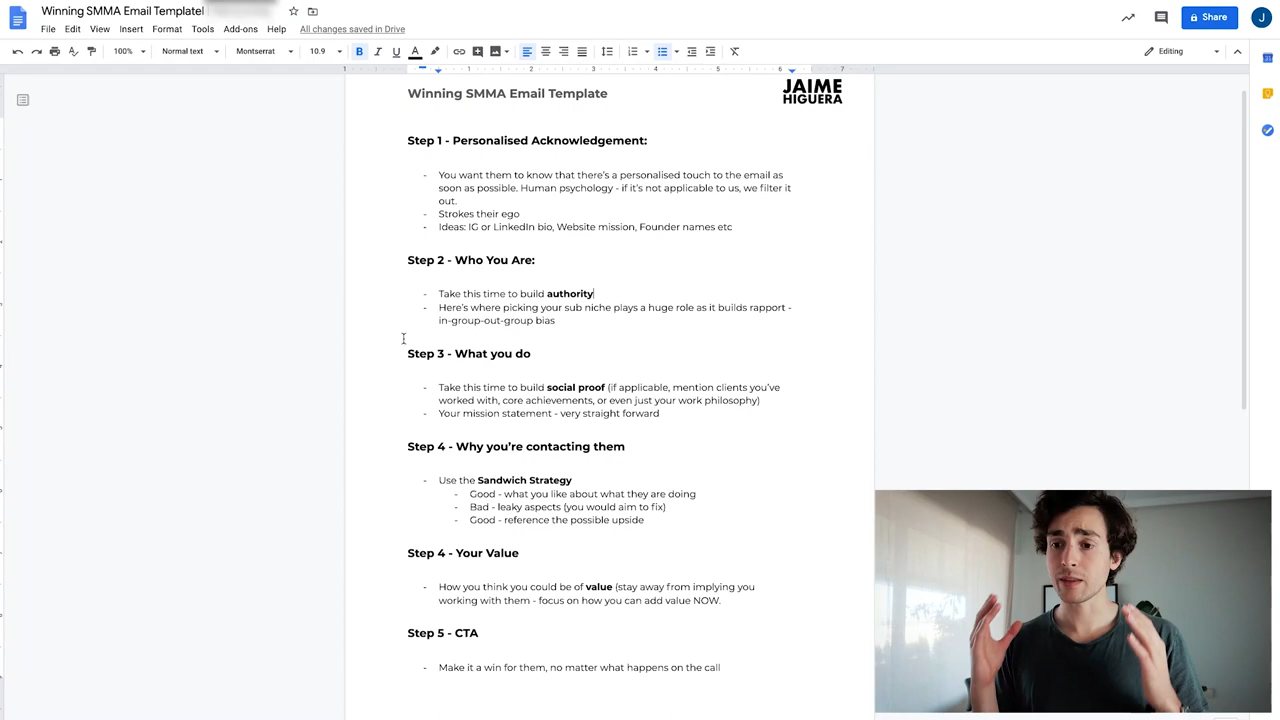 Winning SMMA Email Template!
File Edit View Insert Format Tools Add-ons Help All changes saved in Drive
Share
J
100% Normal text Montserrat 10.9 B I U A Editing
1 1 2 3 4 5 6 7
Winning SMMA Email Template
JAIME
HIGUERA
Step 1 - Personalised Acknowledgement:
- You want them to know that there's a personalised touch to the email as
soon as possible. Human psychology - if it's not applicable to us, we filter it
out.
- Strokes their ego
- Ideas: IG or LinkedIn bio, Website mission, Founder names etc
Step 2 - Who You Are:
- Take this time to build authority
- Here's where picking your sub niche plays a huge role as it builds rapport -
in-group-out-group bias
Step 3 - What you do
- Take this time to build social proof (if applicable, mention clients you've
worked with, core achievements, or even just your work philosophy)
- Your mission statement - very straight forward
Step 4 - Why you're contacting them
- Use the Sandwich Strategy
- Good - what you like about what they are doing
- Bad - leaky aspects (you would aim to fix)
- Good - reference the possible upside
Step 4 - Your Value
- How you think you could be of value (stay away from implying you
working with them - focus on how you can add value NOW.
Step 5 - CTA
- Make it a win for them, no matter what happens on the call